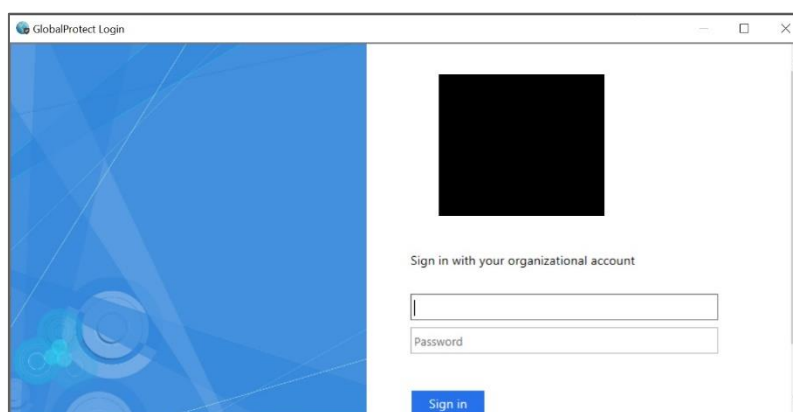 GlobalProtect Login
Sign in with your organizational account
Password
Sign in